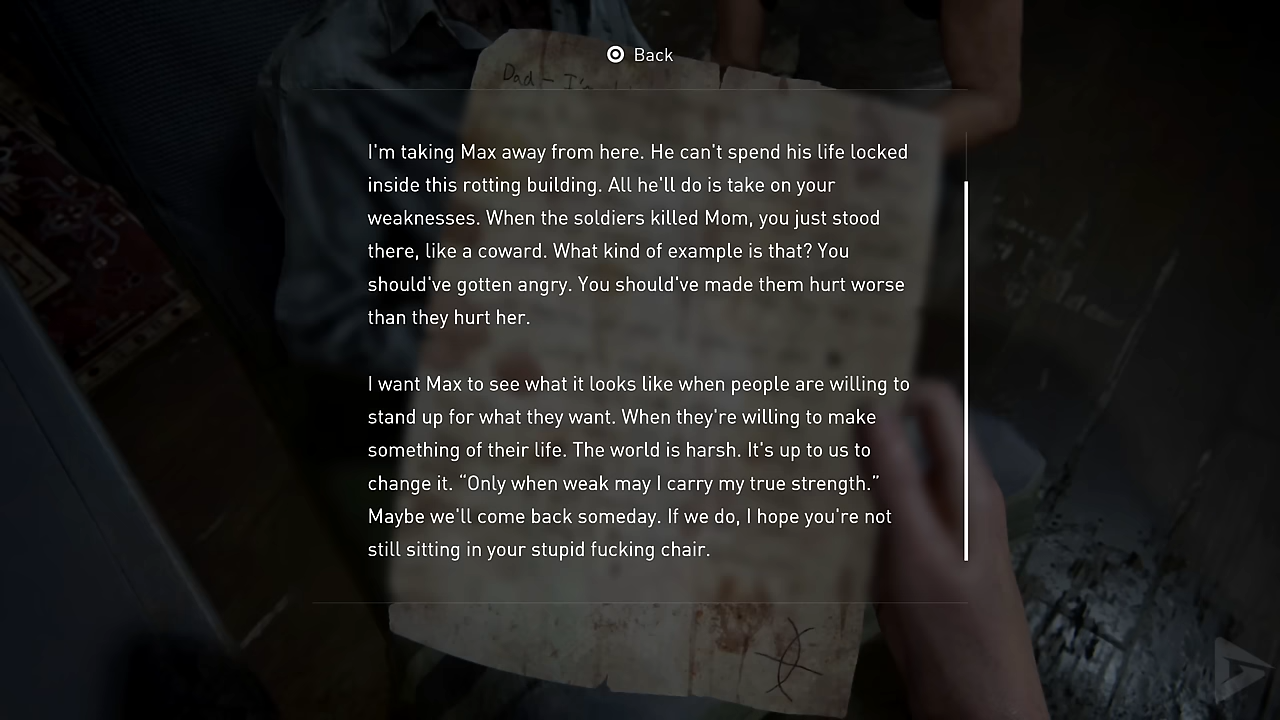 Back
Dad - I'm
I'm taking Max away from here. He can't spend his life locked
inside this rotting building. All he'll do is take on your
weaknesses. When the soldiers killed Mom, you just stood
there, like a coward. What kind of example is that? You
should've gotten angry. You should've made them hurt worse
than they hurt her.
I want Max to see what it looks like when people are willing to
stand up for what they want. When they're willing to make
something of their life. The world is harsh. It's up to us to
change it. “Only when weak may I carry my true strength.”
Maybe we'll come back someday. If we do, I hope you're not
still sitting in your stupid fucking chair.